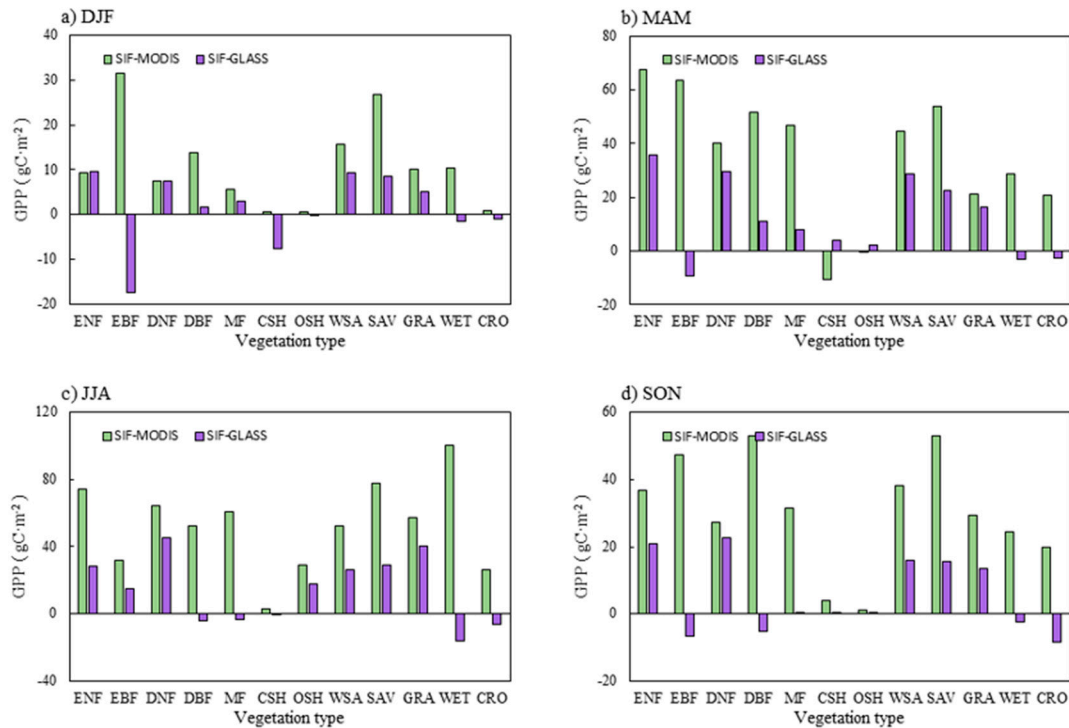 a) DJF
SIF-MODIS SIF-GLASS
GPP ( gC·m⁻² )
40
30
20
10
0
-10
-20
ENF EBF DNF DBF MF CSH OSH WSA SAV GRA WET CRO
Vegetation type
b) MAM
SIF-MODIS SIF-GLASS
GPP ( gC·m⁻² )
80
60
40
20
0
-20
ENF EBF DNF DBF MF CSH OSH WSA SAV GRA WET CRO
Vegetation type
c) JJA
SIF-MODIS SIF-GLASS
GPP ( gC·m⁻² )
120
80
40
0
-40
ENF EBF DNF DBF MF CSH OSH WSA SAV GRA WET CRO
Vegetation type
d) SON
SIF-MODIS SIF-GLASS
GPP ( gC·m⁻² )
60
40
20
0
-20
ENF EBF DNF DBF MF CSH OSH WSA SAV GRA WET CRO
Vegetation type